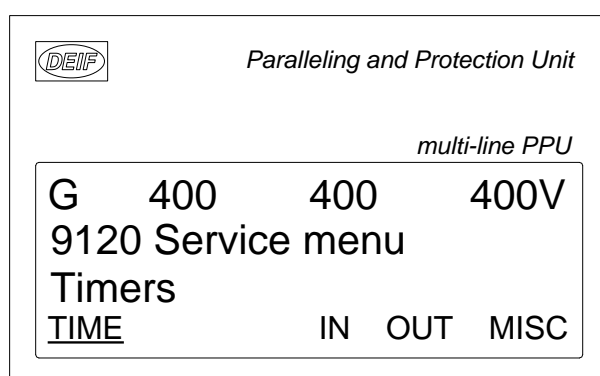 DEIF
Paralleling and Protection Unit
multi-line PPU
G 400 400 400V
9120 Service menu
Timers
TIME IN OUT MISC